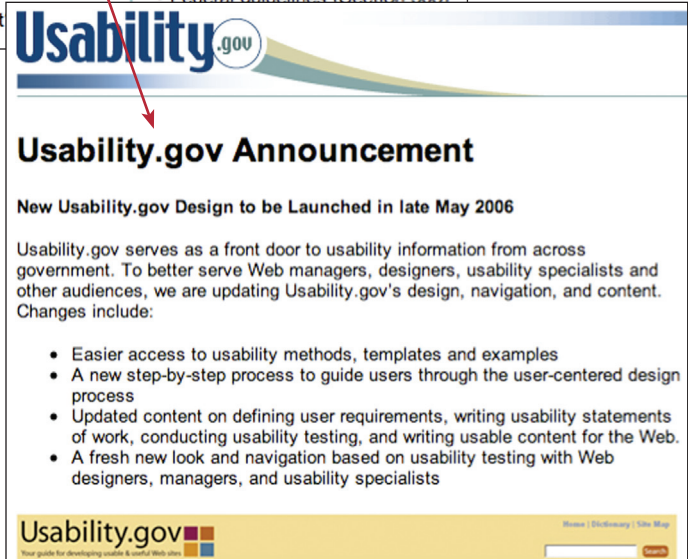 t
Usability.gov
Usability.gov Announcement
New Usability.gov Design to be Launched in late May 2006
Usability.gov serves as a front door to usability information from across
government. To better serve Web managers, designers, usability specialists and
other audiences, we are updating Usability.gov's design, navigation, and content.
Changes include:
• Easier access to usability methods, templates and examples
• A new step-by-step process to guide users through the user-centered design
process
• Updated content on defining user requirements, writing usability statements
of work, conducting usability testing, and writing usable content for the Web.
• A fresh new look and navigation based on usability testing with Web
designers, managers, and usability specialists
Usability.gov
Home | Dictionary | Site Map
Your guide for developing usable & useful Web sites
Search